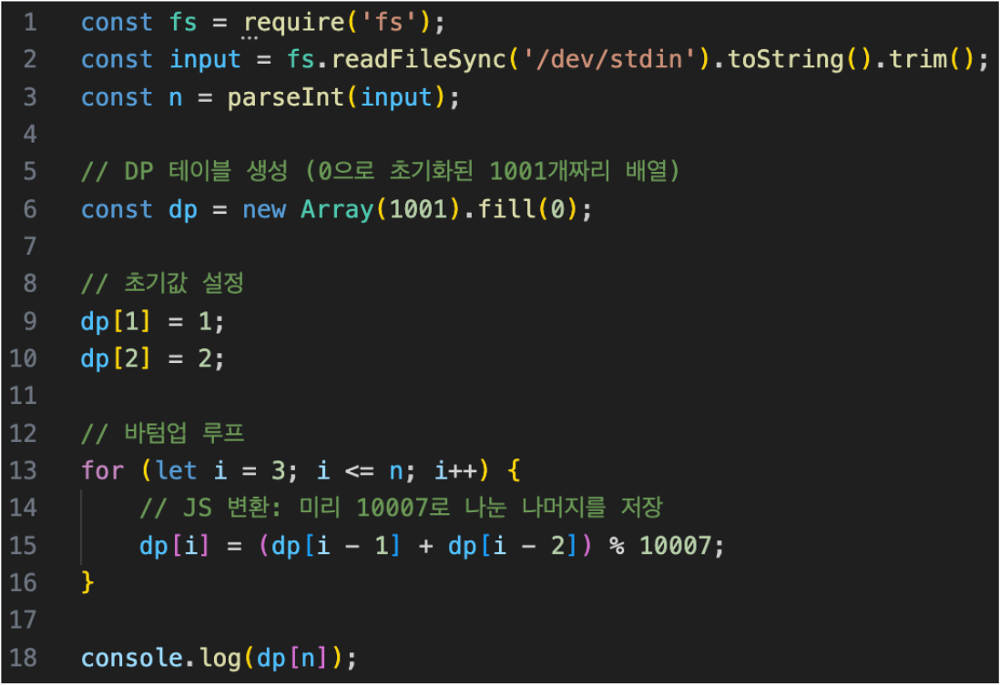 1 const fs = require('fs');
2 const input = fs.readFileSync('/dev/stdin').toString().trim();
3 const n = parseInt(input);
4
5 // DP 테이블 생성 (0으로 초기화된 1001개짜리 배열)
6 const dp = new Array(1001).fill(0);
7
8 // 초기값 설정
9 dp[1] = 1;
10 dp[2] = 2;
11
12 // 바텀업 루프
13 for (let i = 3; i <= n; i++) {
14     // JS 변환: 미리 10007로 나눈 나머지를 저장
15     dp[i] = (dp[i - 1] + dp[i - 2]) % 10007;
16 }
17
18 console.log(dp[n]);